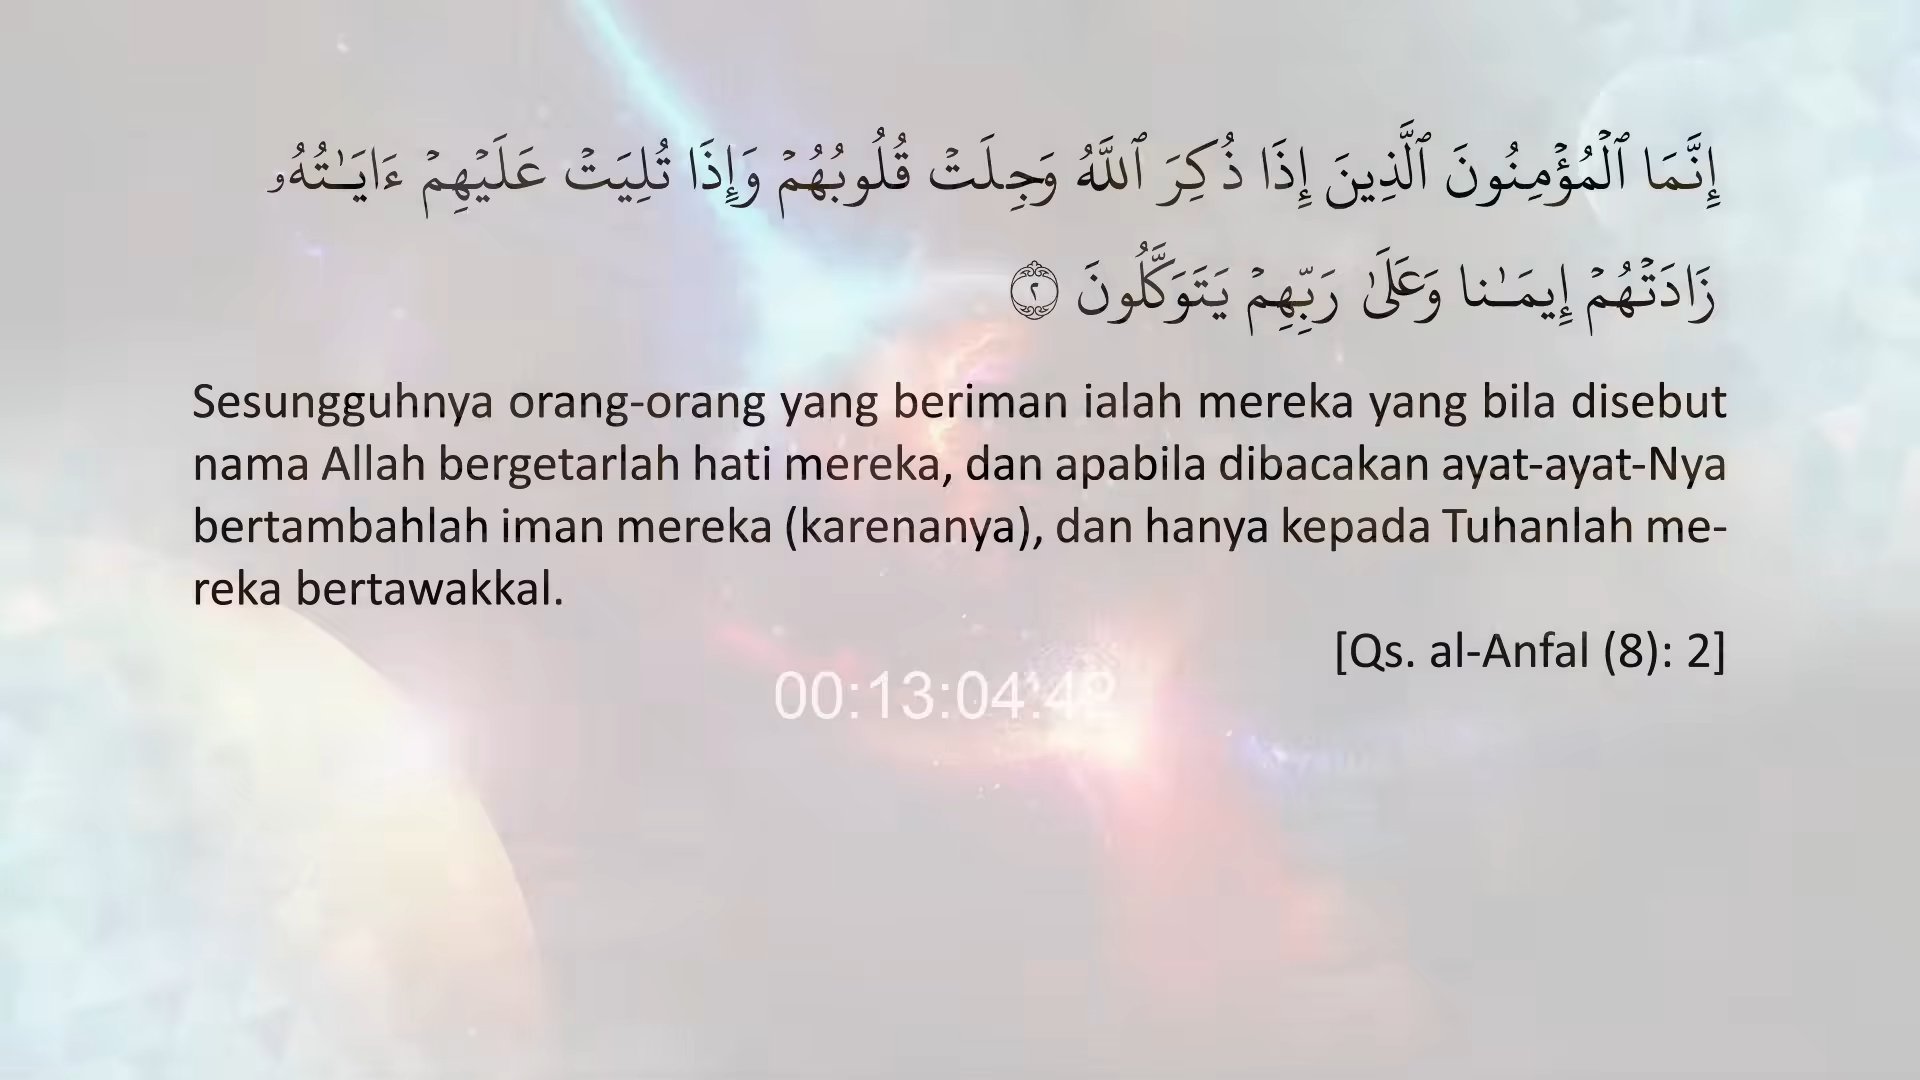 إِنَّمَا ٱلْمُؤْمِنُونَ ٱلَّذِينَ إِذَا ذُكِرَ ٱللَّهُ وَجِلَتْ قُلُوبُهُمْ وَإِذَا تُلِيَتْ عَلَيْهِمْ ءَايَـٰتُهُۥ
زَادَتْهُمْ إِيمَـٰنا وَعَلَىٰ رَبِّهِمْ يَتَوَكَّلُونَ ٢
Sesungguhnya orang-orang yang beriman ialah mereka yang bila disebut
nama Allah bergetarlah hati mereka, dan apabila dibacakan ayat-ayat-Nya
bertambahlah iman mereka (karenanya), dan hanya kepada Tuhanlah me-
reka bertawakkal.
[Qs. al-Anfal (8): 2]
00:13:04:42